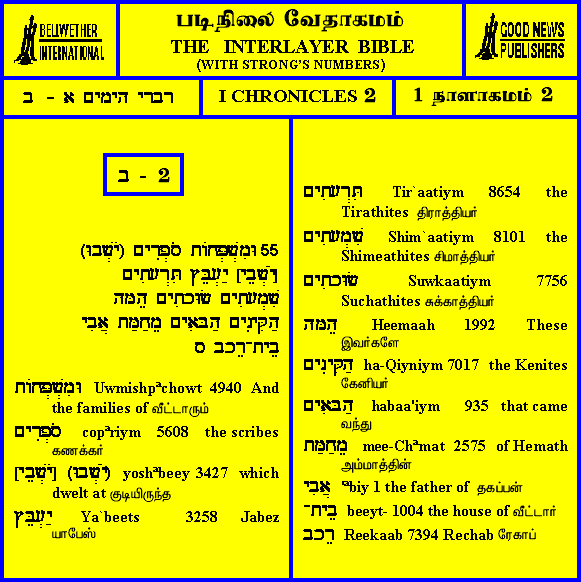 BELLWETHER
INTERNATIONAL
படிநிலை வேதாகமம்
THE INTERLAYER BIBLE
(WITH STRONG'S NUMBERS)
GOOD NEWS
PUBLISHERS
דברי הימים א - ב
I CHRONICLES 2
1 நாளாகமம் 2
ב - 2
55 וּמִשְׁפְּחוֹת סֹפְרִים (יֹשְׁבוּ)
[יֹשְׁבֵי] יַעְבֵּץ תִּרְעָתִים
שִׁמְעָתִים שׂוּכָתִים הֵמָּה
הַקִּינִים הַבָּאִים מֵחַמַּת אֲבִי
בֵית־רֵכָב ס
וּמִשְׁפְּחוֹת Uwmishpªchowt 4940 And
the families of வீட்டாரும்
סֹפְרִים copªriym 5608 the scribes
கணக்கர்
(יֹשְׁבוּ) [יֹשְׁבֵי] yoshªbeey 3427 which
dwelt at குடியிருந்த
יַעְבֵּץ Ya`beets 3258 Jabez
யாபேஸ்
תִּרְעָתִים Tir`aatiym 8654 the
Tirathites திராத்தியர்
שִׁמְעָתִים Shim`aatiym 8101 the
Shimeathites சிமாத்தியர்
שׂוּכָתִים Suwkaatiym 7756
Suchathites சுக்காத்தியர்
הֵמָּה Heemaah 1992 These
இவர்களே
הַקִּינִים ha-Qiyniym 7017 the Kenites
கேனியர்
הַבָּאִים habaa'iym 935 that came
வந்து
מֵחַמַּת mee-Chªmat 2575 of Hemath
அம்மாத்தின்
אֲבִי ªbiy 1 the father of தகப்பன்
בֵית־ beeyt- 1004 the house of வீட்டார்
רֵכָב Reekaab 7394 Rechab ரேகாப்